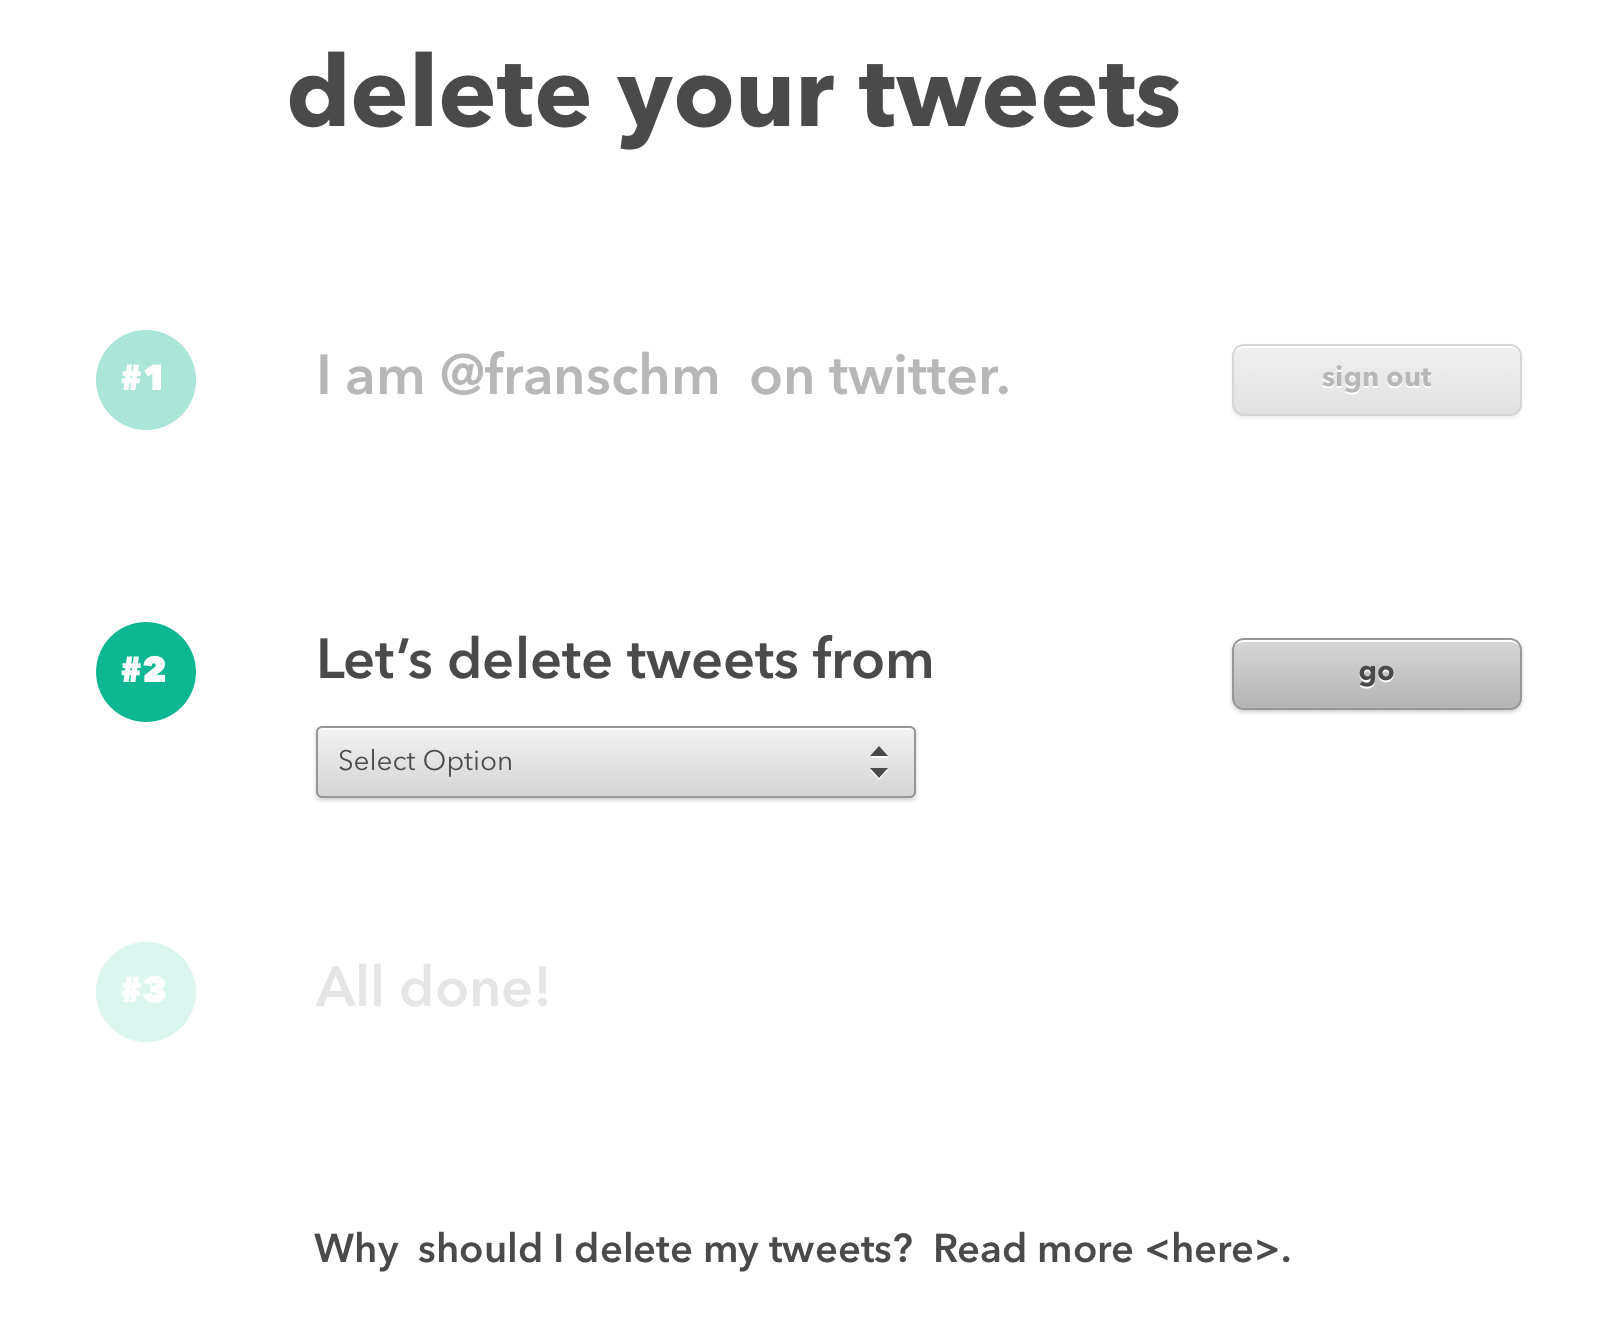 delete your tweets
#1 I am @franschm  on twitter. sign out
#2 Let’s delete tweets from go
Select Option
#3 All done!
Why  should I delete my tweets?  Read more <here>.